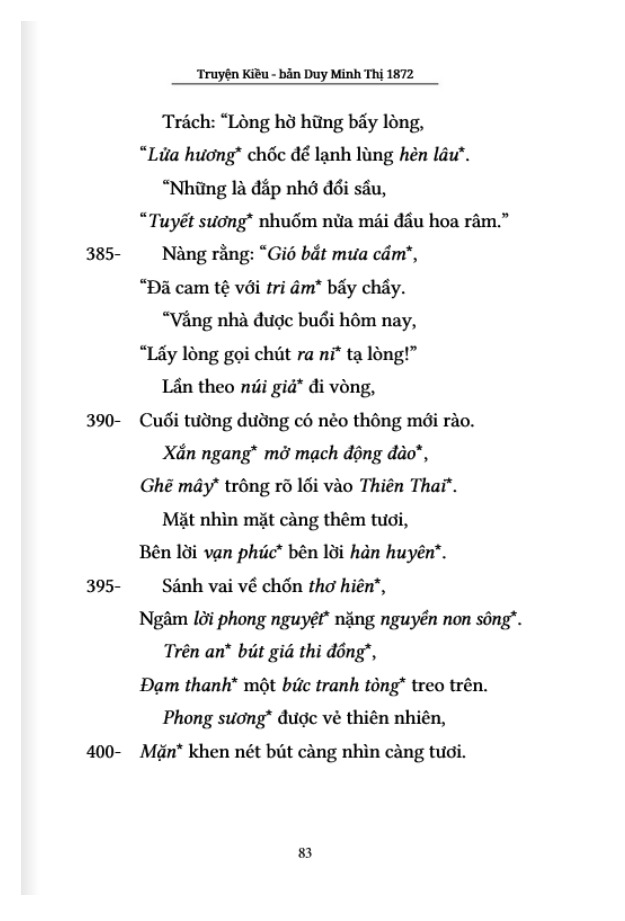 Truyện Kiều - bản Duy Minh Thị 1872
Trách: “Lòng hờ hững bấy lòng,
“Lửa hương* chốc để lạnh lùng hèn lâu*.
“Những là đắp nhớ đổi sầu,
“Tuyết sương* nhuốm nửa mái đầu hoa râm.”
385- Nàng rằng: “Gió bắt mưa cầm*,
“Đã cam tệ với tri âm* bấy chầy.
“Vắng nhà được buổi hôm nay,
“Lấy lòng gọi chút ra ni* tạ lòng!”
Lần theo núi giả* đi vòng,
390- Cuối tường dường có nẻo thông mới rào.
Xắn ngang* mở mạch động đào*,
Ghẽ mây* trông rõ lối vào Thiên Thai*.
Mặt nhìn mặt càng thêm tươi,
Bên lời vạn phúc* bên lời hàn huyên*.
395- Sánh vai về chốn thơ hiên*,
Ngâm lời phong nguyệt* nặng nguyền non sông*.
Trên an* bút giá thi đồng*,
Đạm thanh* một bức tranh tòng* treo trên.
Phong sương* được vẻ thiên nhiên,
400- Mặn* khen nét bút càng nhìn càng tươi.
83